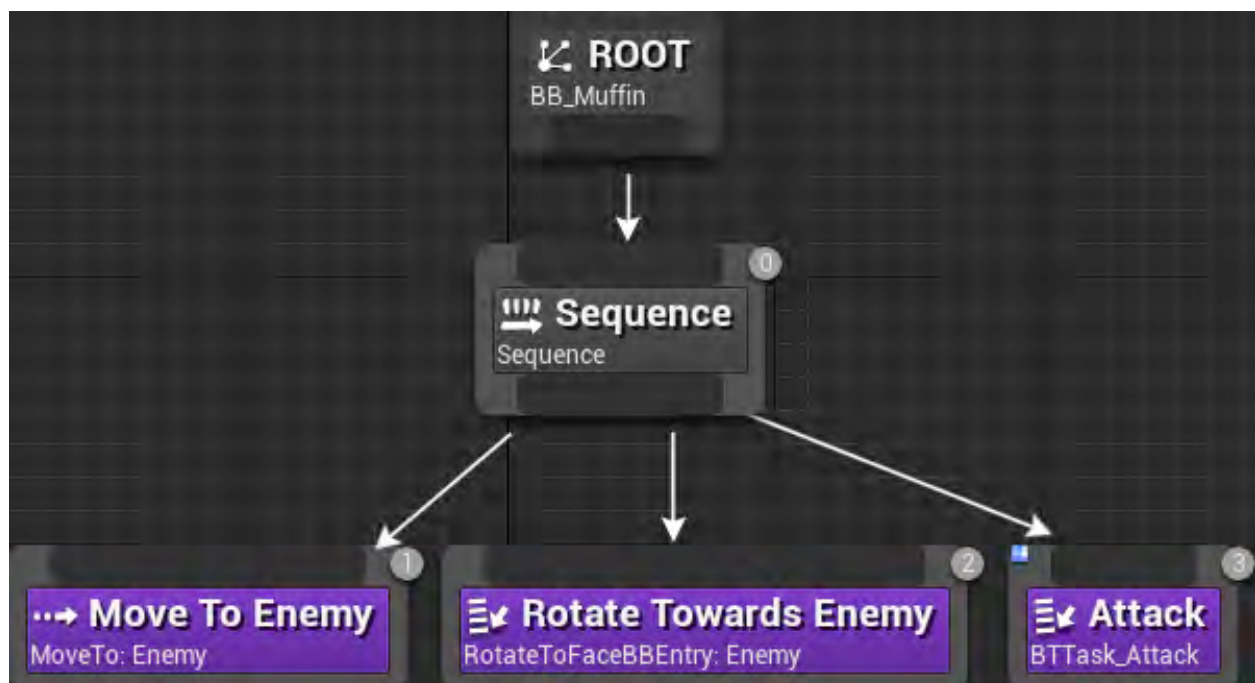 ROOT
BB_Muffin
0
Sequence
Sequence
1
2
3
Move To Enemy
MoveTo: Enemy
Rotate Towards Enemy
RotateToFaceBBEntry: Enemy
Attack
BTTask_Attack